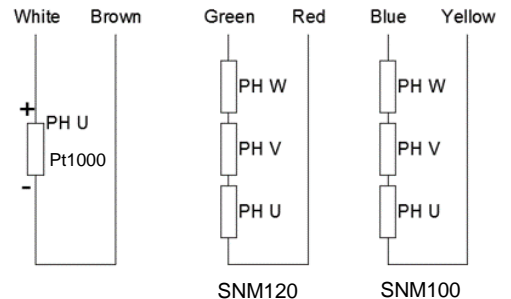 White Brown Green Red Blue Yellow
+
PH U
Pt1000
-
PH W
PH V
PH U
SNM120
PH W
PH V
PH U
SNM100